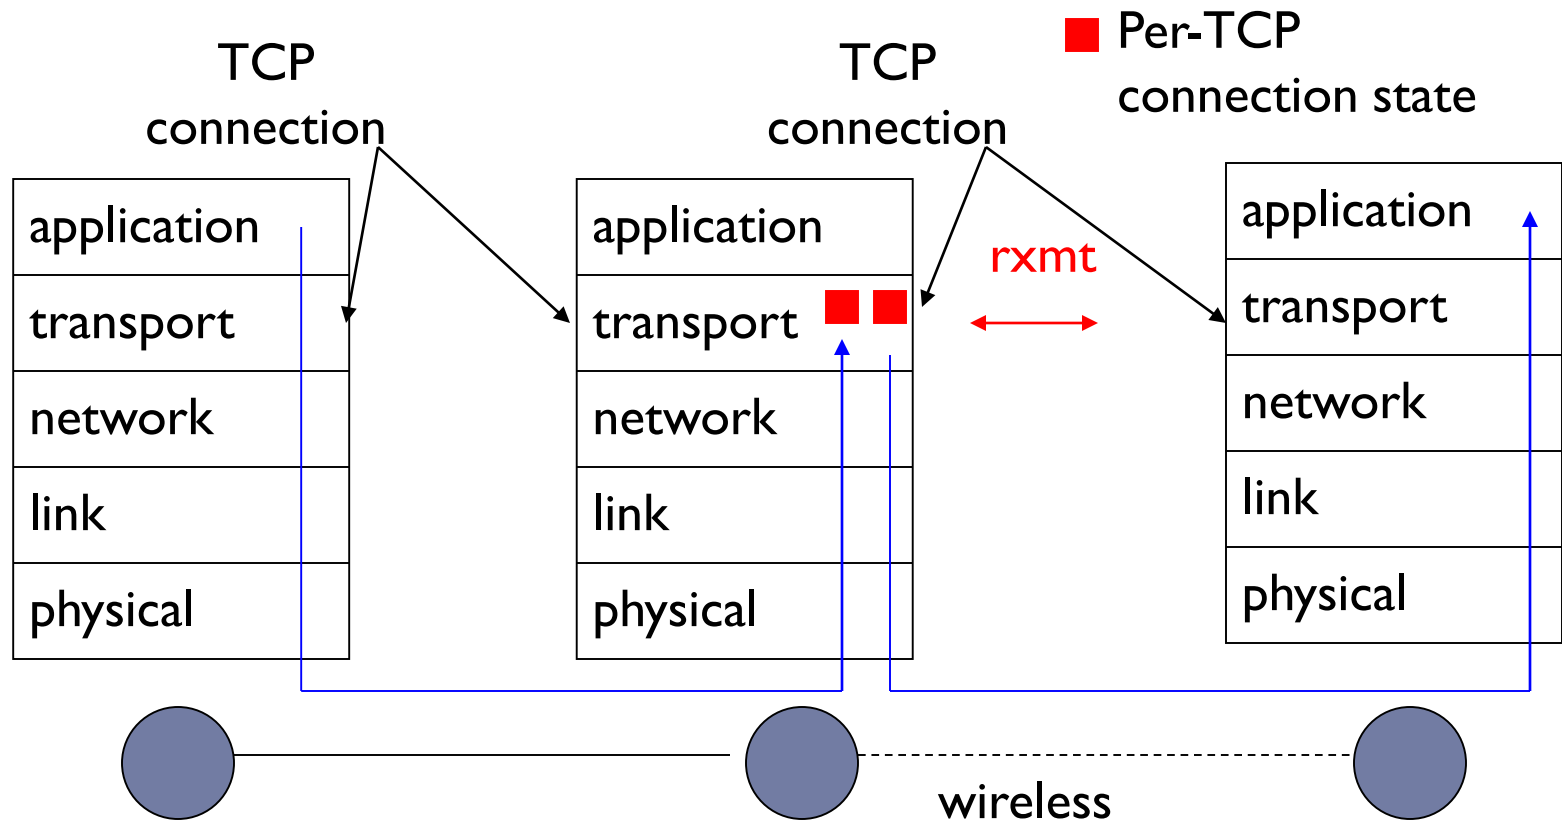 TCP
connection
TCP
connection
Per-TCP
connection state
application
transport
network
link
physical
application
transport
network
link
physical
rxmt
application
transport
network
link
physical
wireless